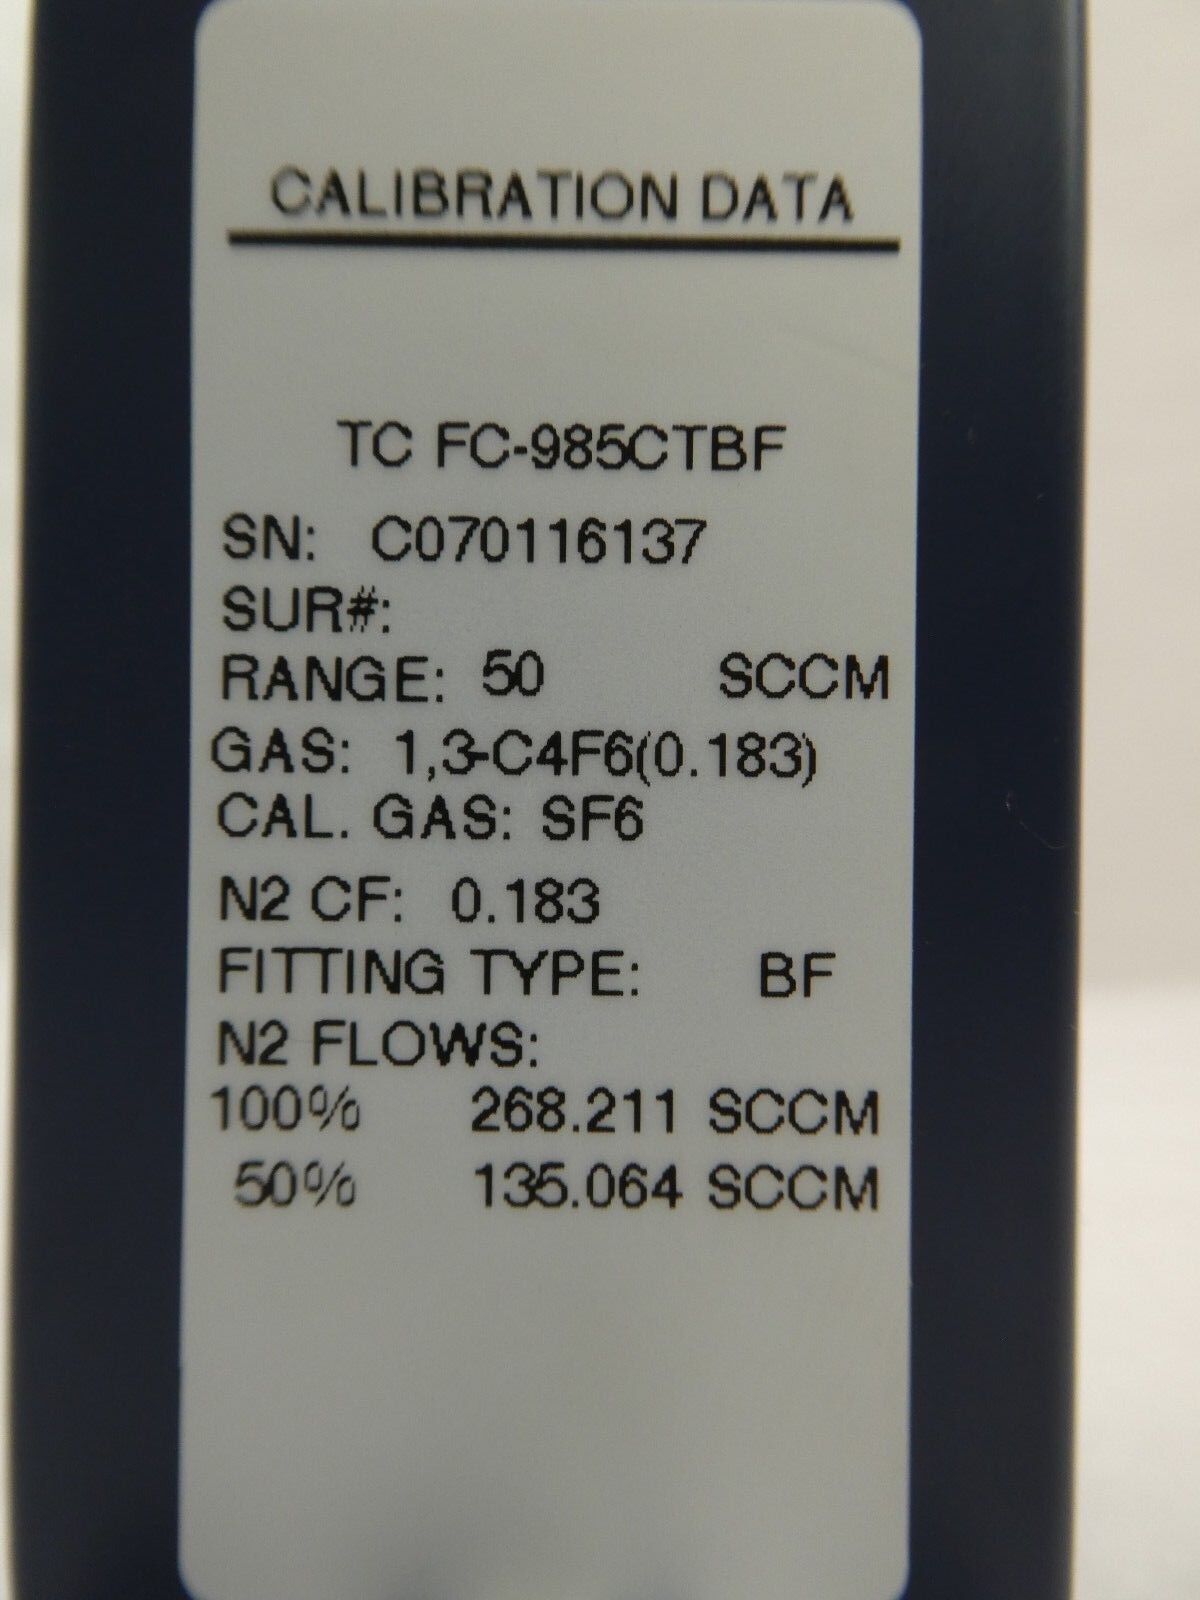 CALIBRATION DATA
TC FC-985CTBF
SN: C070116137
SUR#:
RANGE: 50 SCCM
GAS: 1,3-C4F6(0.183)
CAL. GAS: SF6
N2 CF: 0.183
FITTING TYPE: BF
N2 FLOWS:
100% 268.211 SCCM
50% 135.064 SCCM